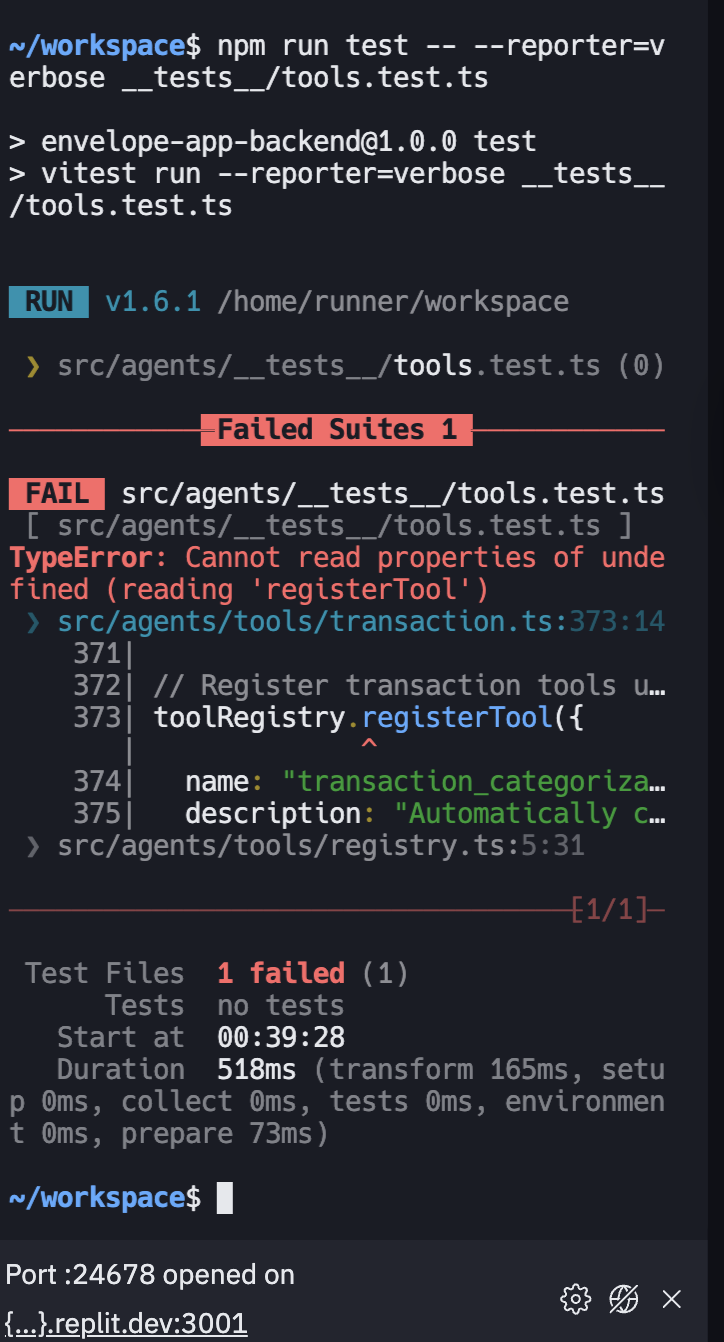 ~/workspace$ npm run test -- --reporter=v
erbose __tests__/tools.test.ts
> envelope-app-backend@1.0.0 test
> vitest run --reporter=verbose __tests__
/tools.test.ts
RUN v1.6.1 /home/runner/workspace
❯ src/agents/__tests__/tools.test.ts (0)
Failed Suites 1
FAIL src/agents/__tests__/tools.test.ts
[ src/agents/__tests__/tools.test.ts ]
TypeError: Cannot read properties of unde
fined (reading 'registerTool')
❯ src/agents/tools/transaction.ts:373:14
371|
372| // Register transaction tools u…
373| toolRegistry.registerTool({
| ^
374| name: "transaction_categoriza…
375| description: "Automatically c…
❯ src/agents/tools/registry.ts:5:31
[1/1]
Test Files 1 failed (1)
Tests no tests
Start at 00:39:28
Duration 518ms (transform 165ms, setu
p 0ms, collect 0ms, tests 0ms, environmen
t 0ms, prepare 73ms)
~/workspace$
Port :24678 opened on
{...}.replit.dev:3001